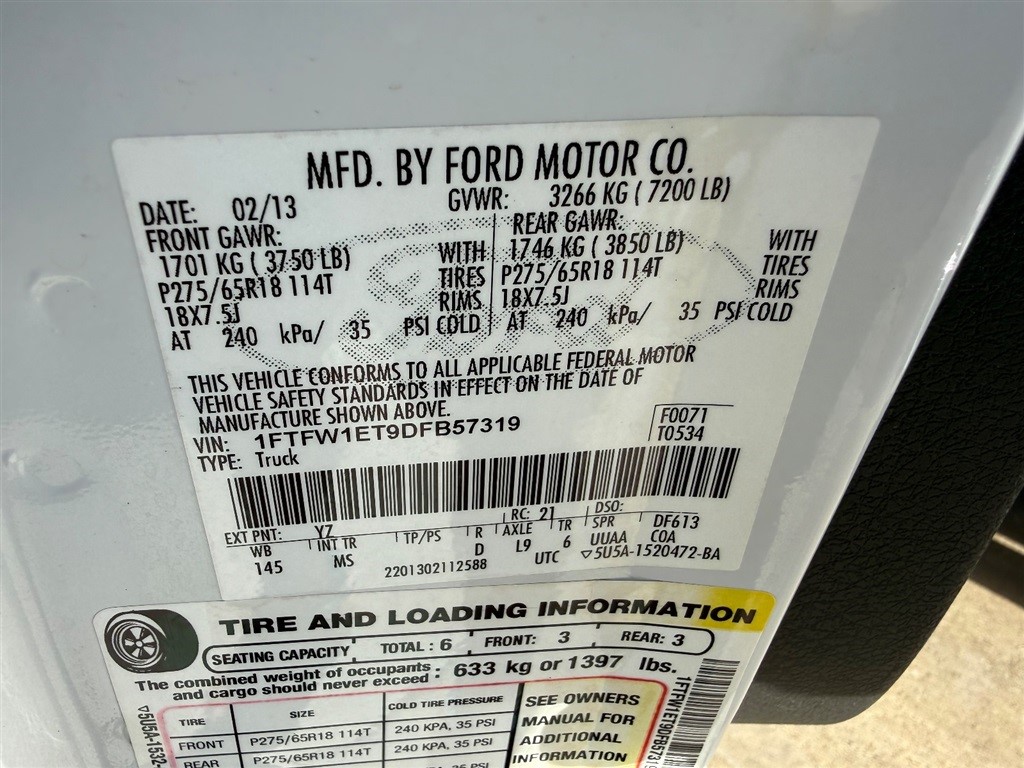 MFD. BY FORD MOTOR CO.
DATE: 02/13 GVWR: 3266 KG ( 7200 LB)
FRONT GAWR: REAR GAWR:
1701 KG ( 3750 LB) WITH 1746 KG ( 3850 LB) WITH
P275/65R18 114T TIRES P275/65R18 114T TIRES
18X7.5J RIMS 18X7.5J RIMS
AT 240 kPa/ 35 PSI COLD AT 240 kPa/ 35 PSI COLD
THIS VEHICLE CONFORMS TO ALL APPLICABLE FEDERAL MOTOR
VEHICLE SAFETY STANDARDS IN EFFECT ON THE DATE OF
MANUFACTURE SHOWN ABOVE.
VIN: 1FTFW1ET9DFB57319 F0071
TYPE: Truck T0534
EXT PNT: YZ RC: 21 DSO:
WB INT TR TP/PS R AXLE TR SPR DF613
145 MS D L9 6 UUAA COA
2201302112588 UTC ▽5U5A-1520472-BA
TIRE AND LOADING INFORMATION
SEATING CAPACITY TOTAL: 6 FRONT: 3 REAR: 3
The combined weight of occupants and cargo should never exceed: 633 kg or 1397 lbs.
TIRE SIZE COLD TIRE PRESSURE
FRONT P275/65R18 114T 240 KPA, 35 PSI
REAR P275/65R18 114T 240 KPA, 35 PSI
35 PSI
SEE OWNERS
MANUAL FOR
ADDITIONAL
INFORMATION
▽5U5A-1532
1FTFW1ET9DFB57319